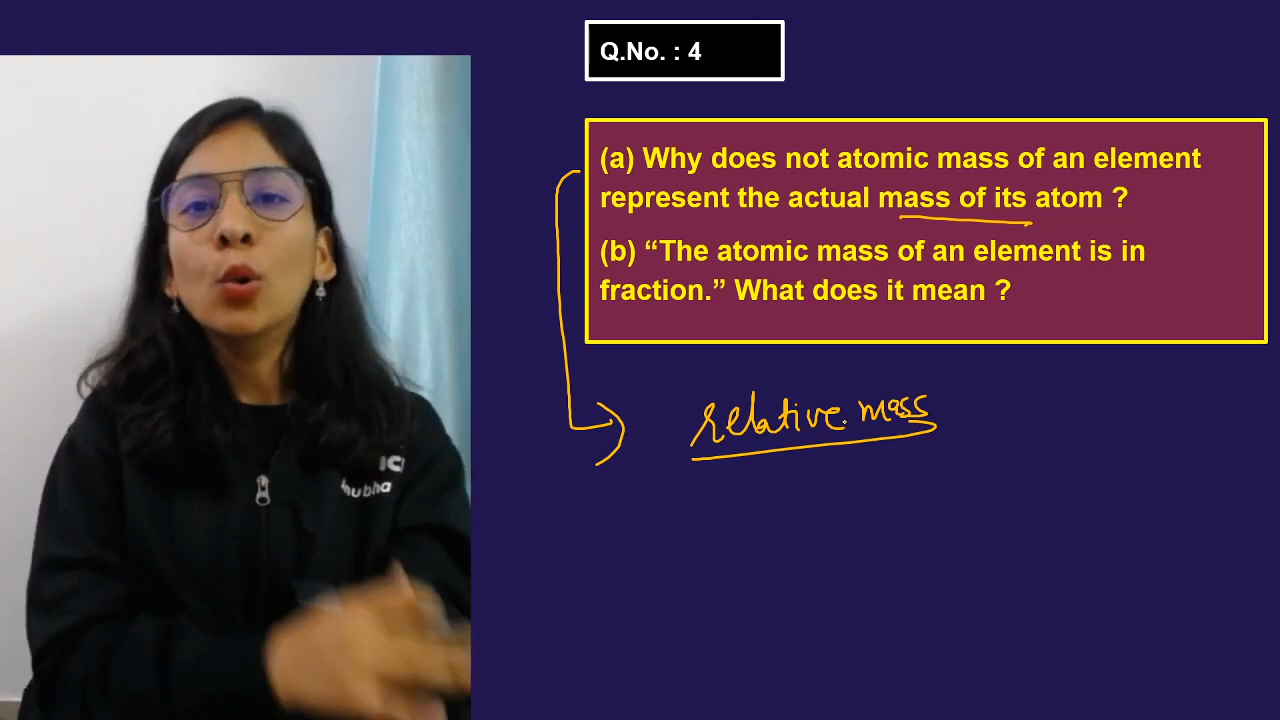 Q.No. : 4
(a) Why does not atomic mass of an element
represent the actual mass of its atom ?
(b) “The atomic mass of an element is in
fraction.” What does it mean ?
relative mass
nubha